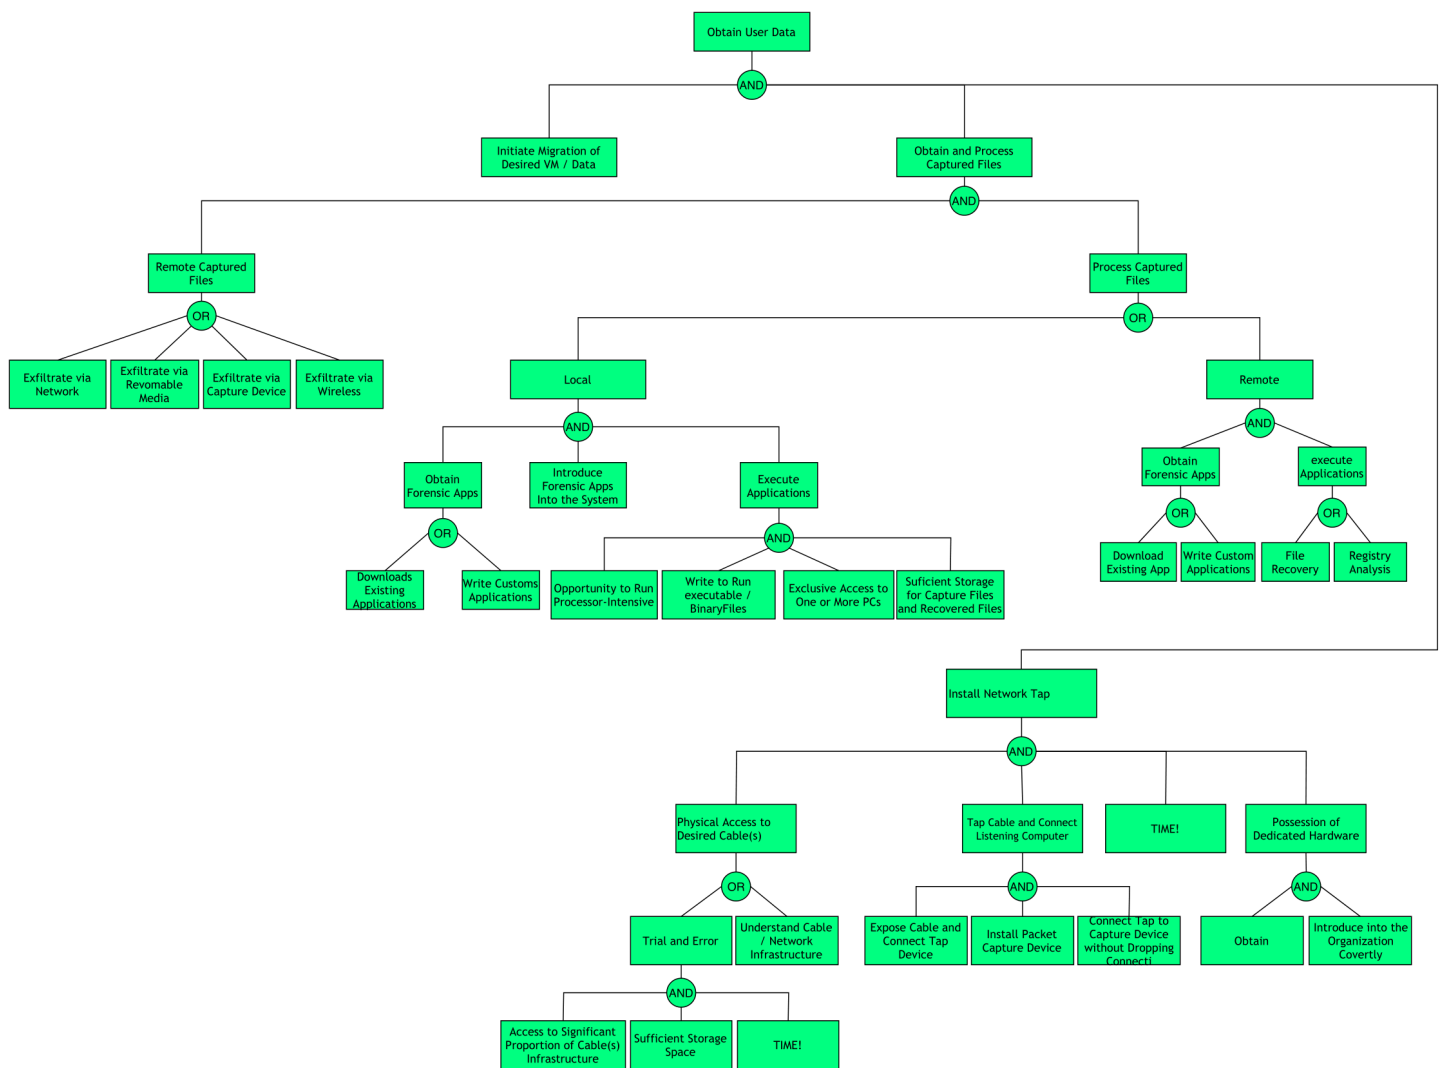 Obtain User Data
AND
Initiate Migration of
Desired VM / Data
Obtain and Process
Captured Files
AND
Remote Captured
Files
Process Captured
Files
OR
OR
Exfiltrate via
Network
Exfiltrate via
Revomable
Media
Exfiltrate via
Capture Device
Exfiltrate via
Wireless
Local
Remote
AND
AND
Obtain
Forensic Apps
Introduce
Forensic Apps
Into the System
Execute
Applications
Obtain
Forensic Apps
execute
Applications
OR
AND
OR
OR
Downloads
Existing
Applications
Write Customs
Applications
Opportunity to Run
Processor-Intensive
Write to Run
executable /
BinaryFiles
Exclusive Access to
One or More PCs
Suficient Storage
for Capture Files
and Recovered Files
Download
Existing App
Write Custom
Applications
File
Recovery
Registry
Analysis
Install Network Tap
AND
Physical Access to
Desired Cable(s)
Tap Cable and Connect
Listening Computer
TIME!
Possession of
Dedicated Hardware
OR
AND
AND
Trial and Error
Understand Cable
/ Network
Infrastructure
Expose Cable and
Connect Tap
Device
Install Packet
Capture Device
Connect Tap to
Capture Device
without Dropping
Connecti
Obtain
Introduce into the
Organization
Covertly
AND
Access to Significant
Proportion of Cable(s)
Infrastructure
Sufficient Storage
Space
TIME!